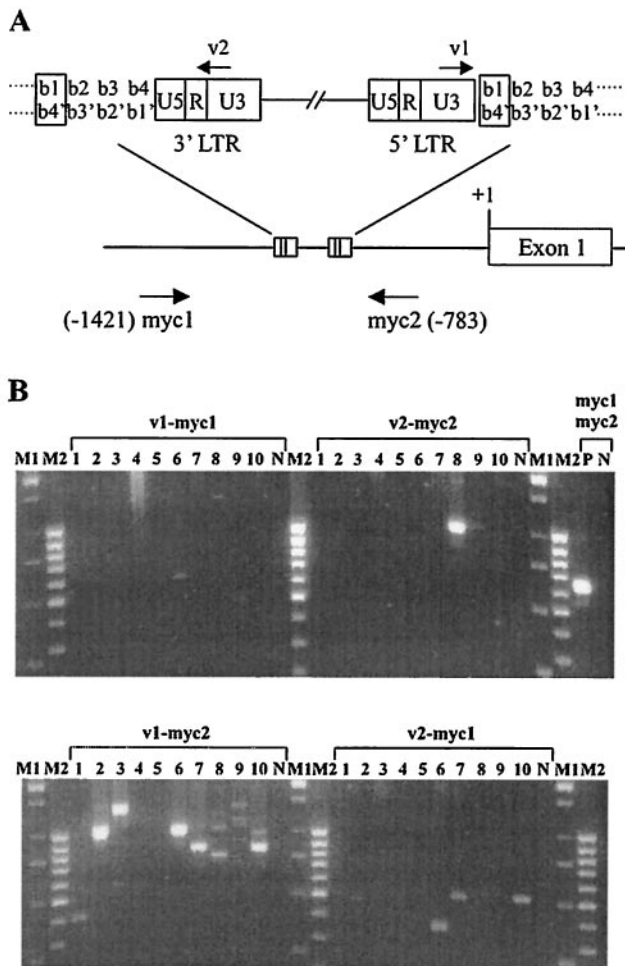 A
v2 v1
b1 b2 b3 b4 U5 R U3 U5 R U3 b1 b2 b3 b4
b4' b3' b2' b1' b4' b3' b2' b1'
3' LTR 5' LTR
+1
Exon 1
(-1421) myc1 myc2 (-783)
B
v1-myc1 v2-myc2 myc1
myc2
M1 M2 1 2 3 4 5 6 7 8 9 10 N M2 1 2 3 4 5 6 7 8 9 10 N M1 M2 P N
v1-myc2 v2-myc1
M1 M2 1 2 3 4 5 6 7 8 9 10 N M1 M2 1 2 3 4 5 6 7 8 9 10 N M1 M2